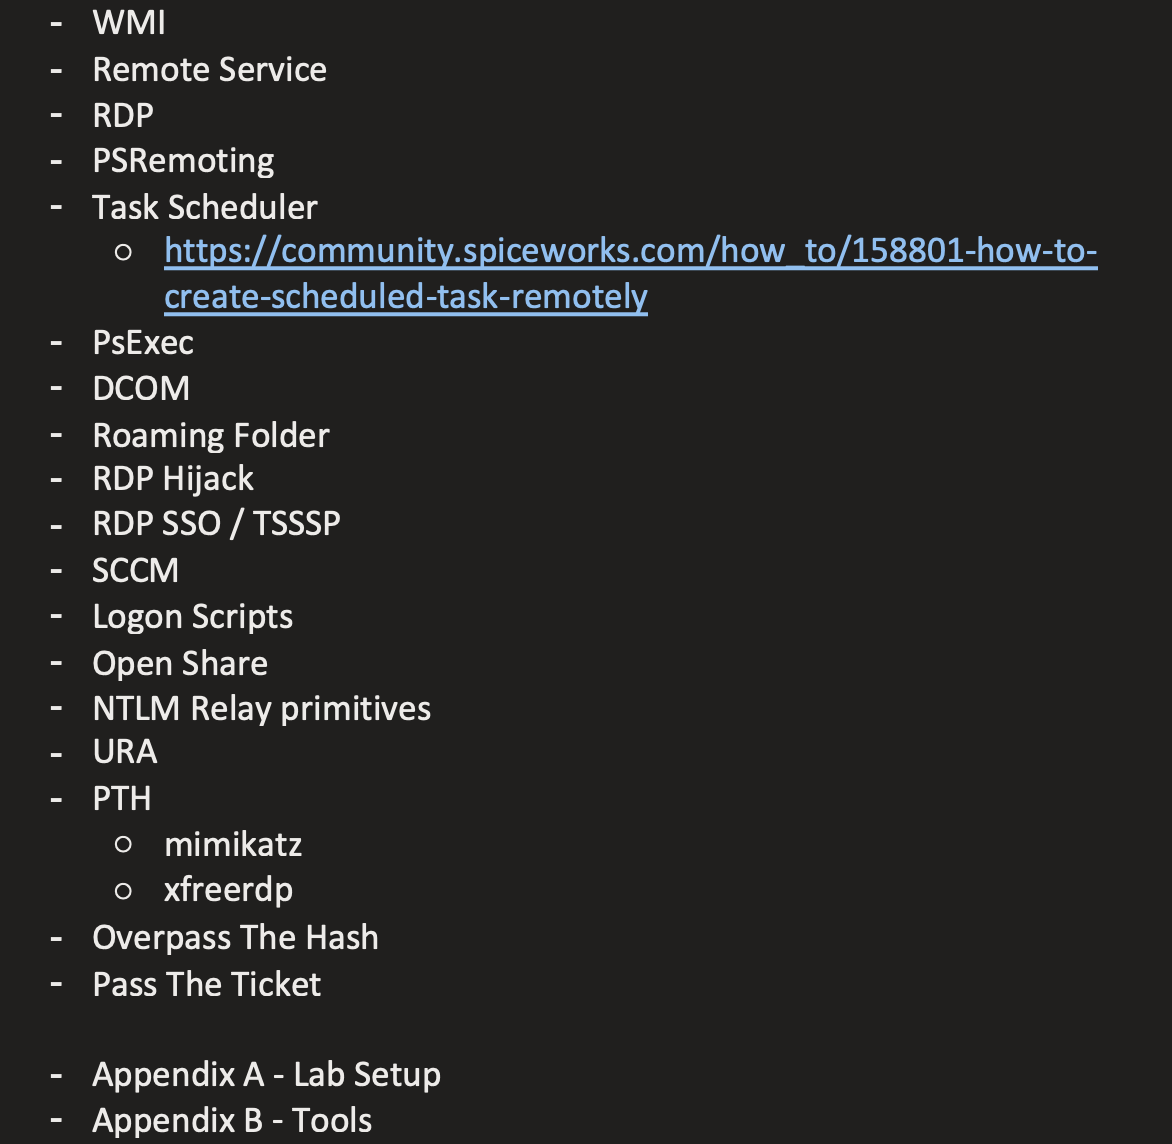 - WMI
- Remote Service
- RDP
- PSRemoting
- Task Scheduler
○ https://community.spiceworks.com/how_to/158801-how-to-
create-scheduled-task-remotely
- PsExec
- DCOM
- Roaming Folder
- RDP Hijack
- RDP SSO / TSSSP
- SCCM
- Logon Scripts
- Open Share
- NTLM Relay primitives
- URA
- PTH
○ mimikatz
○ xfreerdp
- Overpass The Hash
- Pass The Ticket
- Appendix A - Lab Setup
- Appendix B - Tools